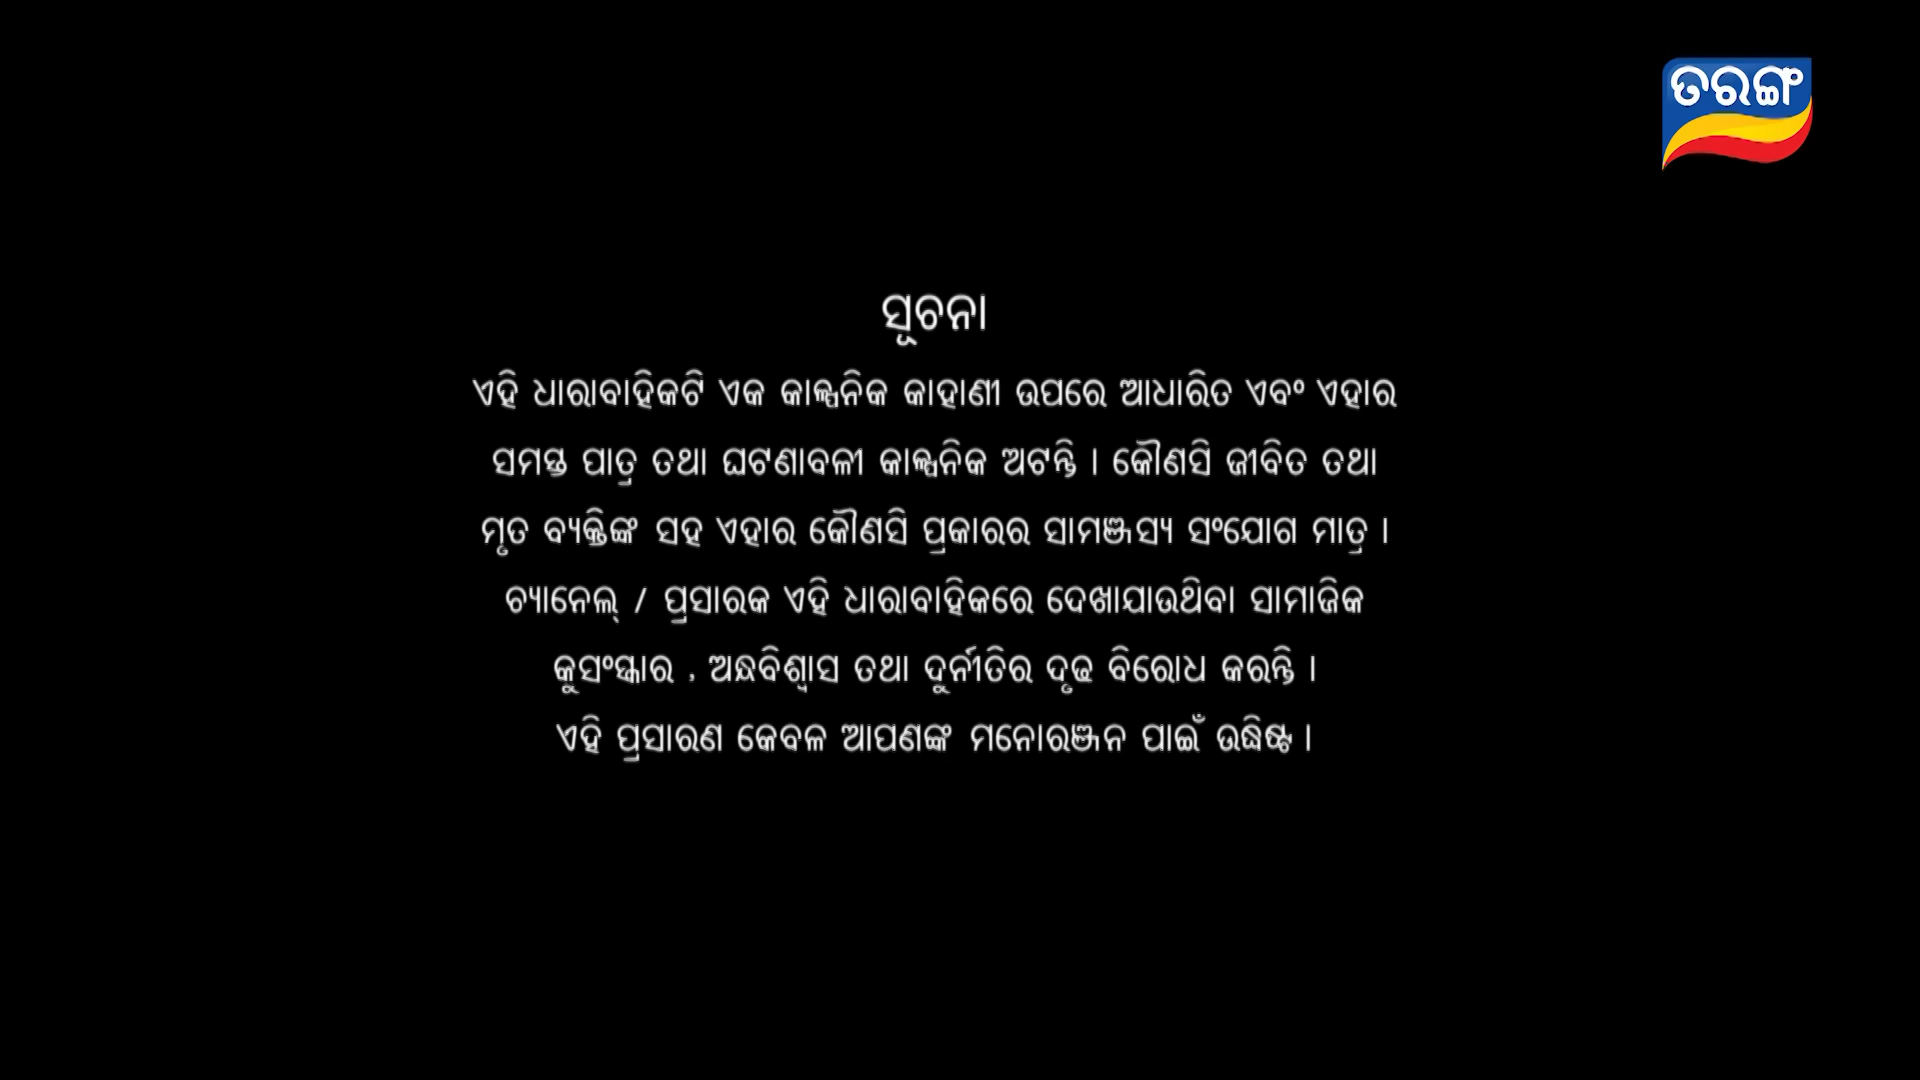 ତରଙ୍ଗ
ସୂଚନା
ଏହି ଧାରାବାହିକଟି ଏକ କାଳ୍ପନିକ କାହାଣୀ ଉପରେ ଆଧାରିତ ଏବଂ ଏହାର
ସମସ୍ତ ପାତ୍ର ତଥା ଘଟଣାବଳୀ କାଳ୍ପନିକ ଅଟନ୍ତି । କୌଣସି ଜୀବିତ ତଥା
ମୃତ ବ୍ୟକ୍ତିଙ୍କ ସହ ଏହାର କୌଣସି ପ୍ରକାରର ସାମଞ୍ଜସ୍ୟ ସଂଯୋଗ ମାତ୍ର ।
ଚ୍ୟାନେଲ୍ / ପ୍ରସାରକ ଏହି ଧାରାବାହିକରେ ଦେଖାଯାଉଥିବା ସାମାଜିକ
କୁସଂସ୍କାର , ଅନ୍ଧବିଶ୍ୱାସ ତଥା ଦୁର୍ନୀତିର ଦୃଢ ବିରୋଧ କରନ୍ତି ।
ଏହି ପ୍ରସାରଣ କେବଳ ଆପଣଙ୍କ ମନୋରଞ୍ଜନ ପାଇଁ ଉଦ୍ଧିଷ୍ଟ ।